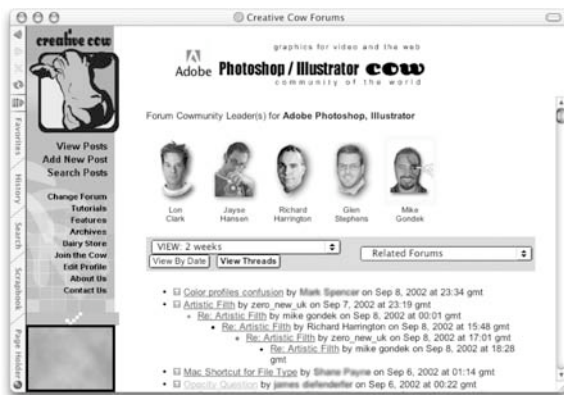 Creative Cow Forums
creative cow
graphics for video and the web
Adobe Photoshop / Illustrator COW
community of the world
Forum Cowmunity Leader(s) for Adobe Photoshop, Illustrator
Lon Clark
Jayse Hansen
Richard Harrington
Glen Stephens
Mike Gondek
Favorites
History
Search
Scrapbook
Page Holder
View Posts
Add New Post
Search Posts
Change Forum
Tutorials
Features
Archives
Dairy Store
Join the Cow
Edit Profile
About Us
Contact Us
VIEW: 2 weeks
Related Forums
View By Date
View Threads
Color profiles confusion by Mark Spencer on Sep 8, 2002 at 23:34 gmt
Artistic Filth by zero_new_uk on Sep 7, 2002 at 23:19 gmt
Re: Artistic Filth by mike gondek on Sep 8, 2002 at 00:01 gmt
Re: Artistic Filth by Richard Harrington on Sep 8, 2002 at 15:48 gmt
Re: Artistic Filth by zero_new_uk on Sep 8, 2002 at 17:01 gmt
Re: Artistic Filth by mike gondek on Sep 8, 2002 at 18:28
gmt
Mac Shortcut for File Type by Shane Payne on Sep 6, 2002 at 01:14 gmt
Opacity Question by james diefenderfer on Sep 6, 2002 at 00:22 gmt